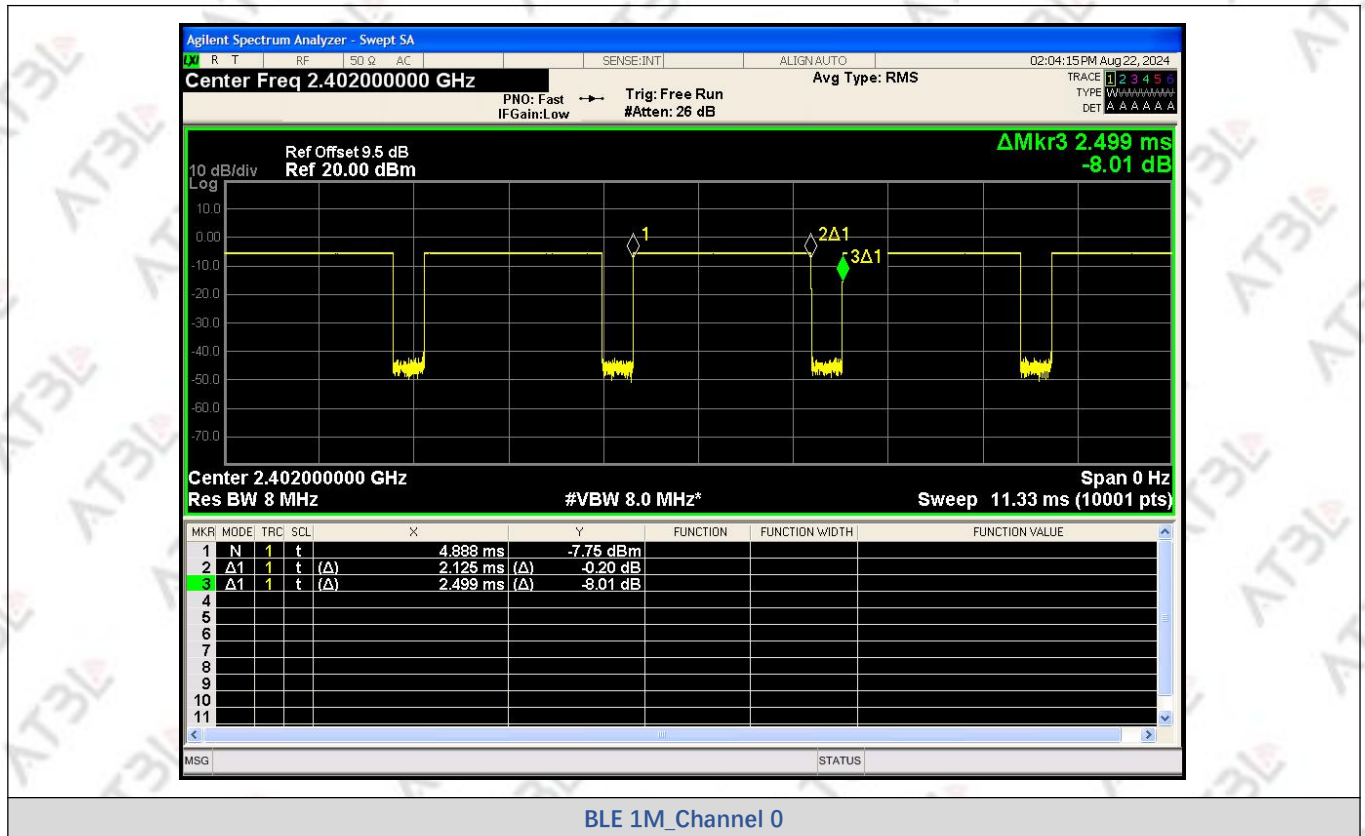 Agilent Spectrum Analyzer - Swept SA
LXI R T RF 50 Ω AC SENSE:INT ALIGN AUTO 02:04:15 PM Aug 22, 2024
Center Freq 2.402000000 GHz Avg Type: RMS TRACE 1 2 3 4 5 6
PNO: Fast Trig: Free Run TYPE WWWWWW
IFGain:Low #Atten: 26 dB DET A A A A A A
ΔMkr3 2.499 ms
Ref Offset 9.5 dB
10 dB/div Ref 20.00 dBm -8.01 dB
Log
10.0
0.00
1 2Δ1
3Δ1
-10.0
-20.0
-30.0
-40.0
-50.0
-60.0
-70.0
Center 2.402000000 GHz Span 0 Hz
Res BW 8 MHz #VBW 8.0 MHz* Sweep 11.33 ms (10001 pts)
MKR MODE TRC SCL X Y FUNCTION FUNCTION WIDTH FUNCTION VALUE
1 N 1 t 4.888 ms -7.75 dBm
2 Δ1 1 t (Δ) 2.125 ms (Δ) -0.20 dB
3 Δ1 1 t (Δ) 2.499 ms (Δ) -8.01 dB
4
5
6
7
8
9
10
11
MSG STATUS
BLE 1M_Channel 0
AT3L